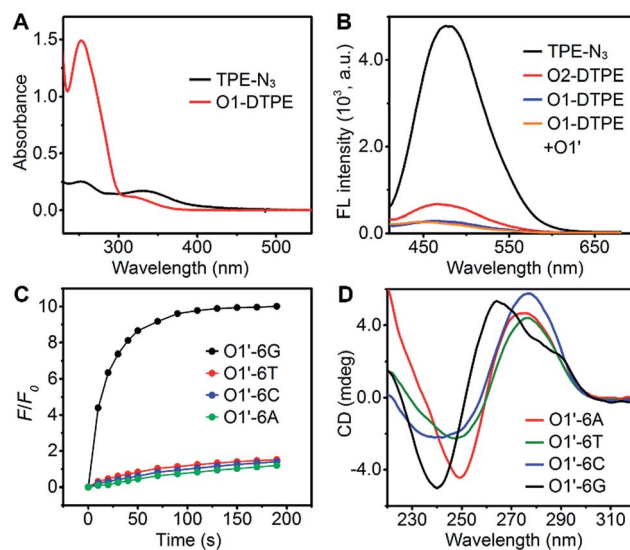 A
1.5
1.0
0.5
0.0
Absorbance
TPE-N₃
O1-DTPE
300
400
500
Wavelength (nm)
B
4.0
2.0
0.0
FL intensity (10³, a.u.)
TPE-N₃
O2-DTPE
O1-DTPE
O1-DTPE
+O1'
450
550
650
Wavelength (nm)
C
10
8
6
4
2
0
F/F₀
O1'-6G
O1'-6T
O1'-6C
O1'-6A
0
50
100
150
200
Time (s)
D
4.0
0.0
−4.0
CD (mdeg)
O1'-6A
O1'-6T
O1'-6C
O1'-6G
220
250
280
310
Wavelength (nm)